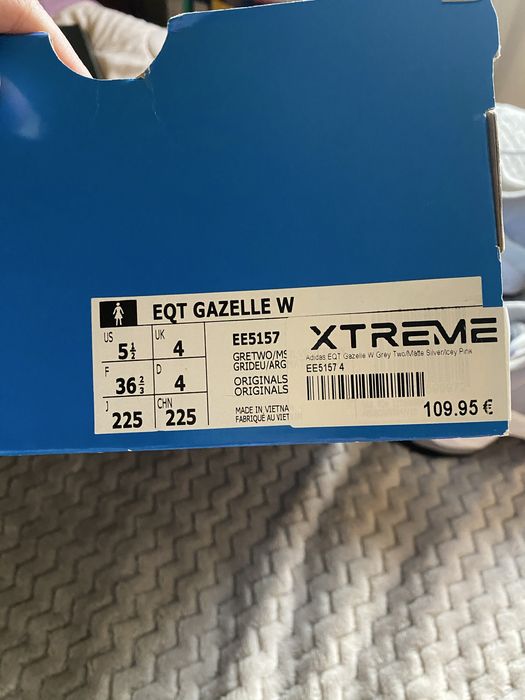 EQT GAZELLE W
US 5½ UK 4
F 36⅔ D 4
J 225 CHN 225
EE5157
GRETWO/MS
GRIDEU/ARG
ORIGINALS
ORIGINALS
MADE IN VIETNA
FABRIQUE AU VIET
XTREME
Adidas EQT Gazelle W Grey Two/Matte Silver/Icey Pink
EE5157 4
109.95 €